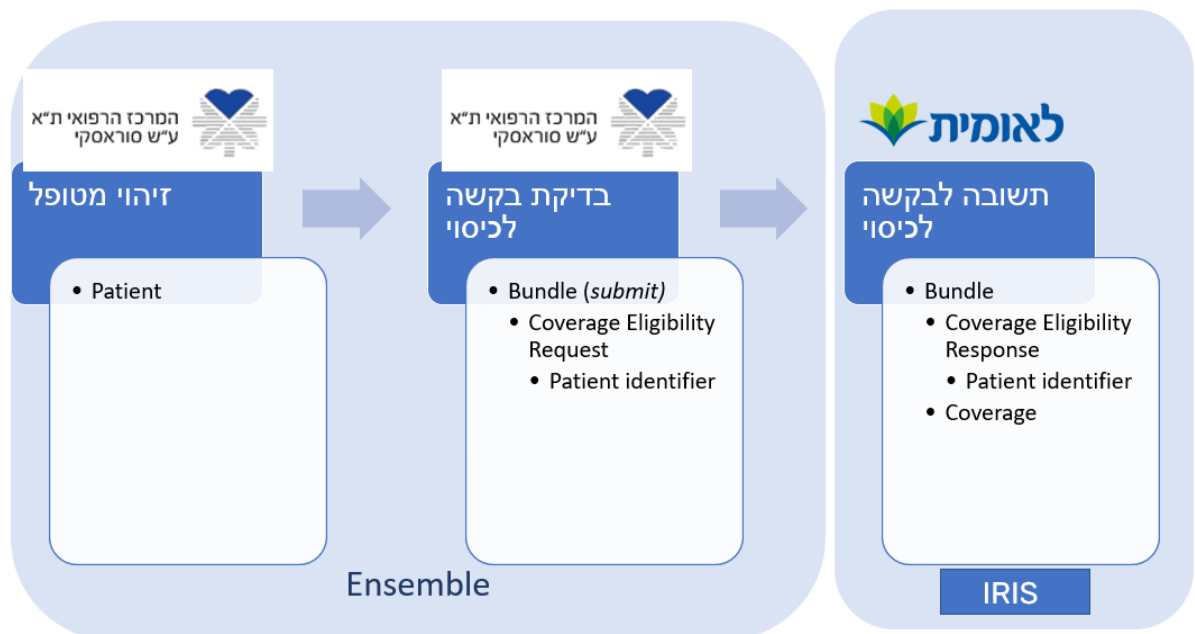 המרכז הרפואי ת"א
ע"ש סוראסקי
זיהוי מטופל
• Patient
המרכז הרפואי ת"א
ע"ש סוראסקי
בדיקת בקשה
לכיסוי
• Bundle (submit)
• Coverage Eligibility
Request
• Patient identifier
Ensemble
לאומית
תשובה לבקשה
לכיסוי
• Bundle
• Coverage Eligibility
Response
• Patient identifier
• Coverage
IRIS